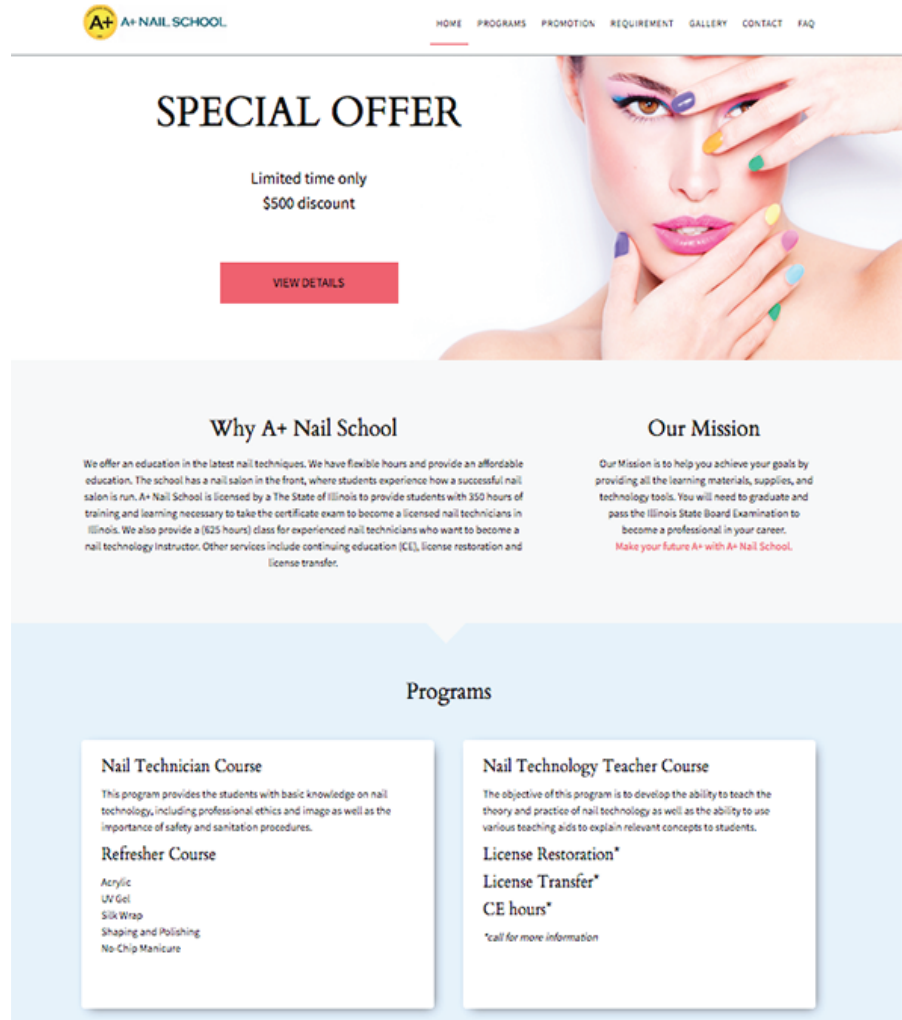 A+
A+ NAIL SCHOOL
HOME PROGRAMS PROMOTION REQUIREMENT GALLERY CONTACT FAQ
SPECIAL OFFER
Limited time only
$500 discount
VIEW DETAILS
Why A+ Nail School
We offer an education in the latest nail techniques. We have flexible hours and provide an affordable
education. The school has a nail salon in the front, where students experience how a successful nail
salon is run. A+ Nail School is licensed by a The State of Illinois to provide students with 350 hours of
training and learning necessary to take the certificate exam to become a licensed nail technicians in
Illinois. We also provide a (625 hours) class for experienced nail technicians who want to become a
nail technology Instructor. Other services include continuing education (CE), license restoration and
license transfer.
Our Mission
Our Mission is to help you achieve your goals by
providing all the learning materials, supplies, and
technology tools. You will need to graduate and
pass the Illinois State Board Examination to
become a professional in your career.
Make your future A+ with A+ Nail School.
Programs
Nail Technician Course
This program provides the students with basic knowledge on nail
technology, including professional ethics and image as well as the
importance of safety and sanitation procedures.
Refresher Course
Acrylic
UV Gel
Silk Wrap
Shaping and Polishing
No-Chip Manicure
Nail Technology Teacher Course
The objective of this program is to develop the ability to teach the
theory and practice of nail technology as well as the ability to use
various teaching aids to explain relevant concepts to students.
License Restoration*
License Transfer*
CE hours*
*call for more information